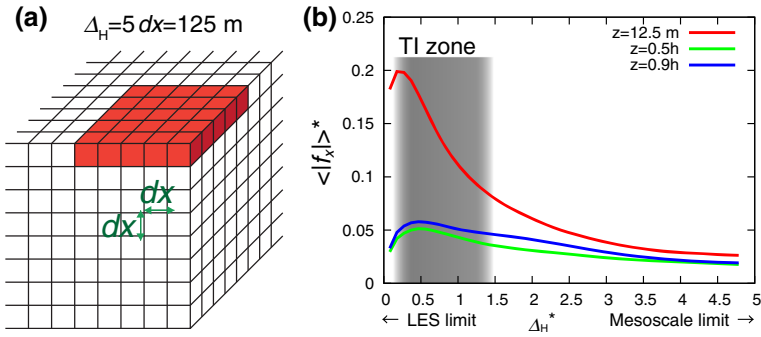 (a)
Δ_H=5 dx=125 m
dx
dx
(b)
TI zone
z=12.5 m
z=0.5h
z=0.9h
<|f_x|>*
0.25
0.2
0.15
0.1
0.05
0
0 0.5 1 1.5 2 2.5 3 3.5 4 4.5 5
← LES limit Δ_H* Mesoscale limit →